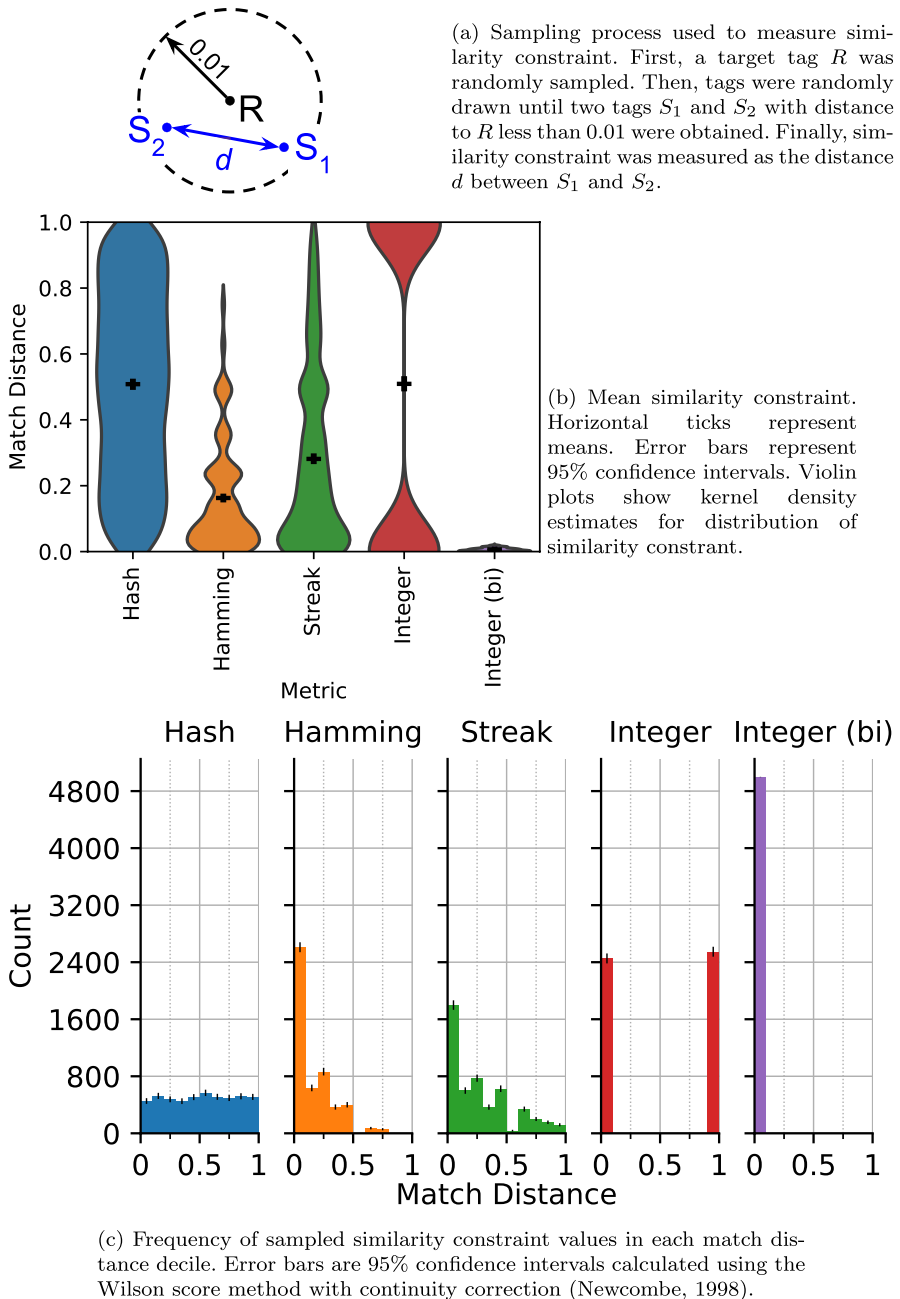 0.01
R
S2
S1
d
(a) Sampling process used to measure simi-
larity constraint. First, a target tag R was
randomly sampled. Then, tags were randomly
drawn until two tags S1 and S2 with distance
to R less than 0.01 were obtained. Finally, sim-
ilarity constraint was measured as the distance
d between S1 and S2.
1.0
0.8
0.6
0.4
0.2
0.0
Match Distance
Hash
Hamming
Streak
Integer
Integer (bi)
Metric
(b) Mean similarity constraint.
Horizontal ticks represent
means. Error bars represent
95% confidence intervals. Violin
plots show kernel density
estimates for distribution of
similarity constrant.
Hash Hamming Streak Integer Integer (bi)
4800
4000
3200
2400
1600
800
0
Count
0 0.5 1 0 0.5 1 0 0.5 1 0 0.5 1 0 0.5 1
Match Distance
(c) Frequency of sampled similarity constraint values in each match dis-
tance decile. Error bars are 95% confidence intervals calculated using the
Wilson score method with continuity correction (Newcombe, 1998).